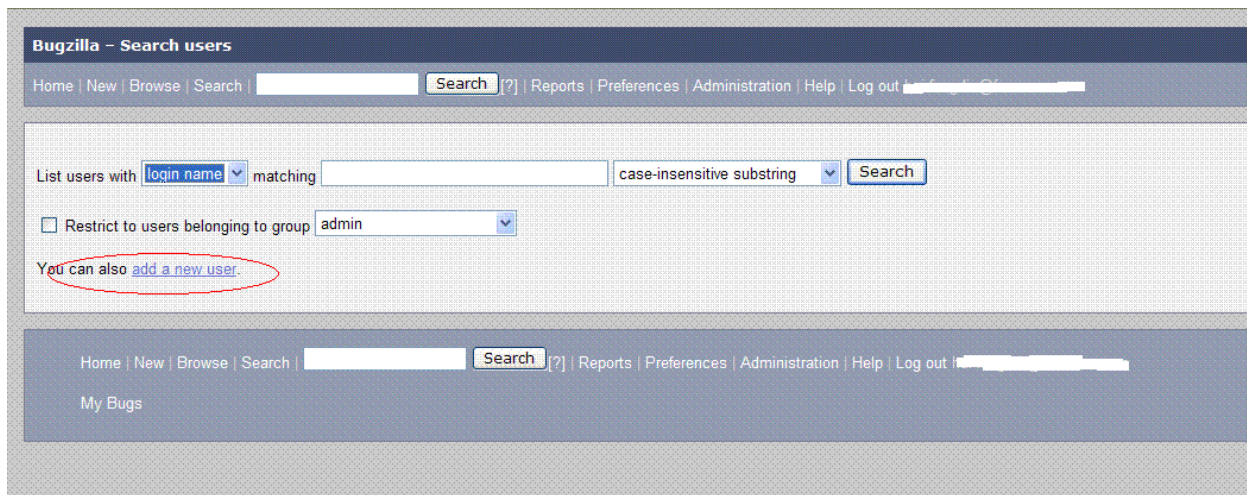 Bugzilla – Search users
Home | New | Browse | Search | Search [?] | Reports | Preferences | Administration | Help | Log out
List users with login name matching case-insensitive substring Search
Restrict to users belonging to group admin
You can also add a new user.
Home | New | Browse | Search | Search [?] | Reports | Preferences | Administration | Help | Log out
My Bugs